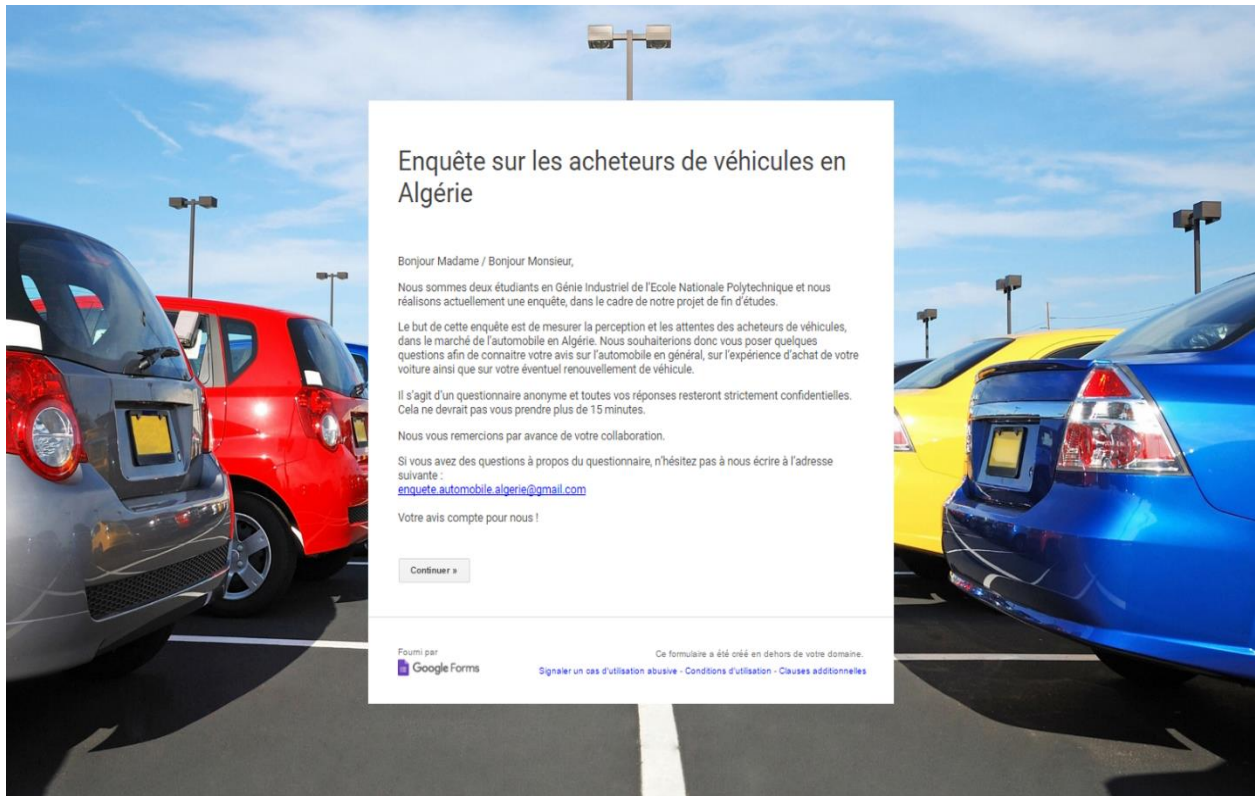 Enquête sur les acheteurs de véhicules en
Algérie
Bonjour Madame / Bonjour Monsieur,
Nous sommes deux étudiants en Génie Industriel de l'Ecole Nationale Polytechnique et nous
réalisons actuellement une enquête, dans le cadre de notre projet de fin d'études.
Le but de cette enquête est de mesurer la perception et les attentes des acheteurs de véhicules,
dans le marché de l'automobile en Algérie. Nous souhaiterions donc vous poser quelques
questions afin de connaitre votre avis sur l'automobile en général, sur l'expérience d'achat de votre
voiture ainsi que sur votre éventuel renouvellement de véhicule.
Il s'agit d'un questionnaire anonyme et toutes vos réponses resteront strictement confidentielles.
Cela ne devrait pas vous prendre plus de 15 minutes.
Nous vous remercions par avance de votre collaboration.
Si vous avez des questions à propos du questionnaire, n'hésitez pas à nous écrire à l'adresse
suivante :
enquete.automobile.algerie@gmail.com
Votre avis compte pour nous !
Continuer »
Fourni par
Google Forms
Ce formulaire a été créé en dehors de votre domaine.
Signaler un cas d'utilisation abusive - Conditions d'utilisation - Clauses additionnelles